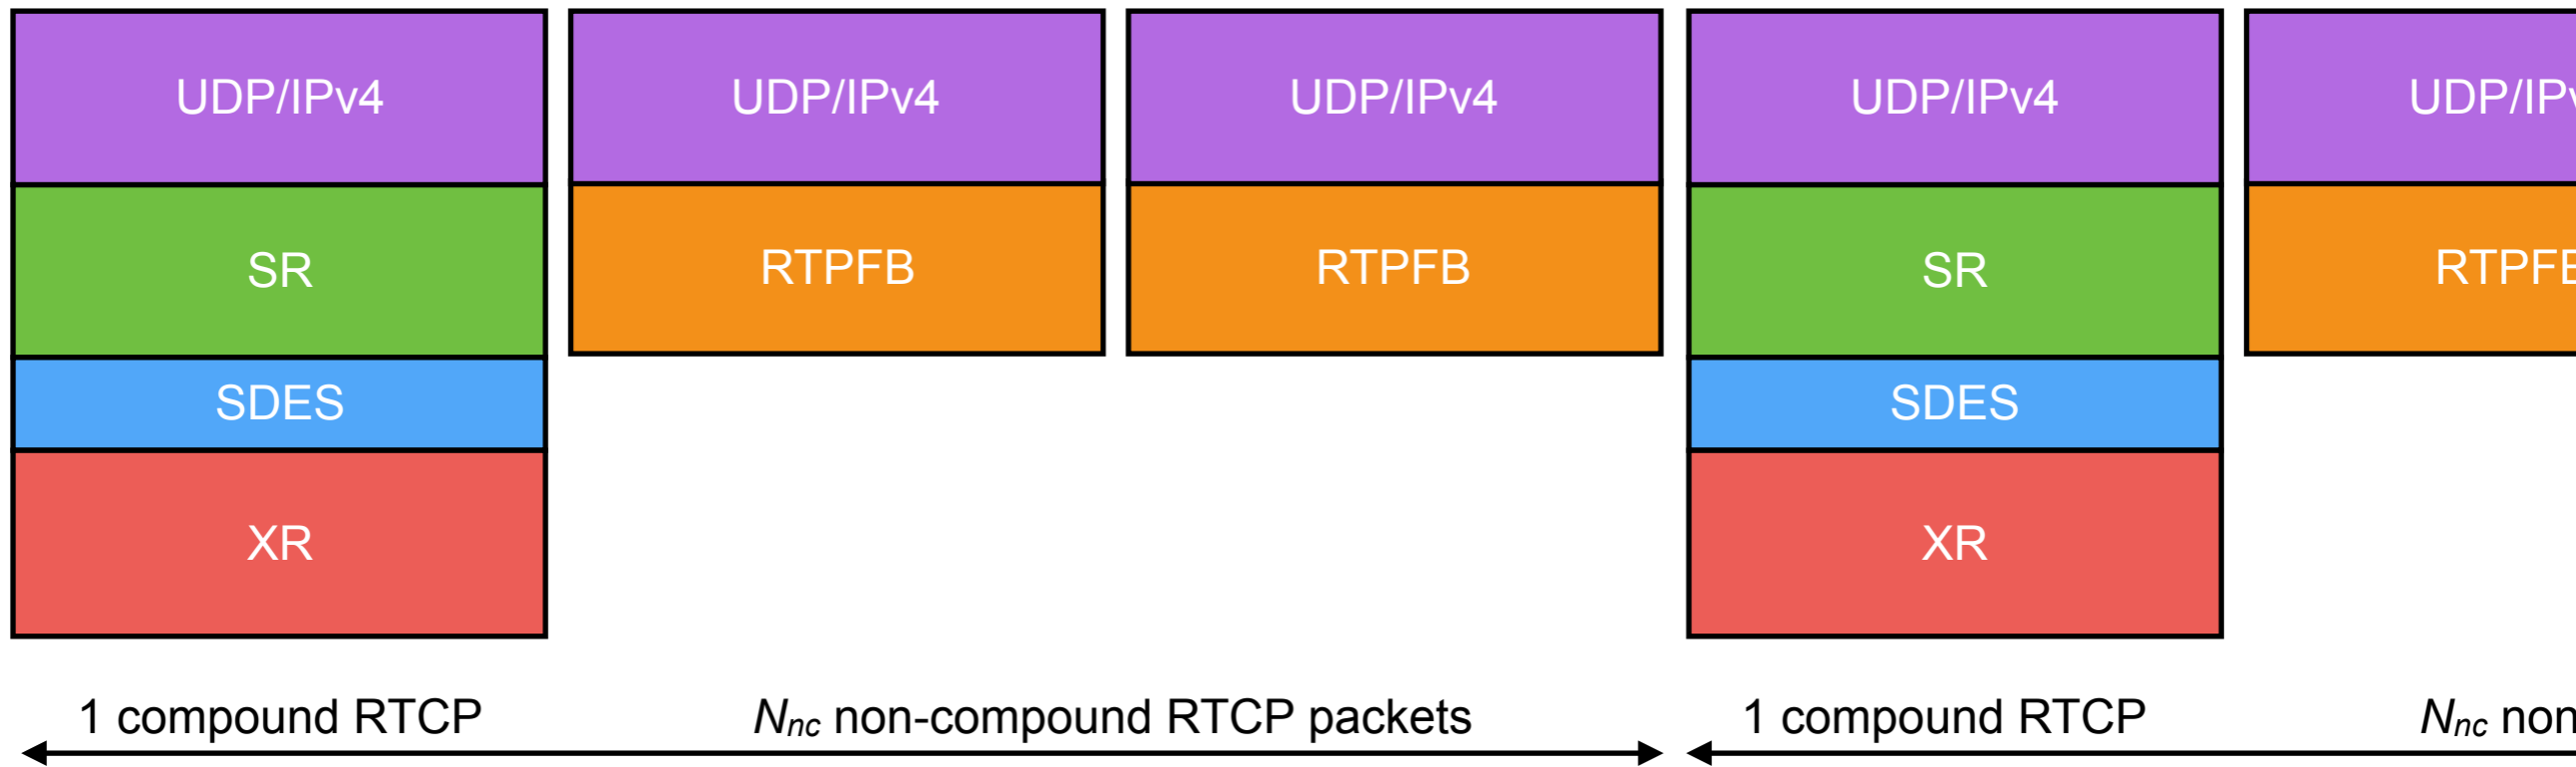 UDP/IPv4 UDP/IPv4 UDP/IPv4 UDP/IPv4
SR RTPFB RTPFB SR
SDES SDES
XR XR
1 compound RTCP Nnc non-compound RTCP packets 1 compound RTCP Nnc